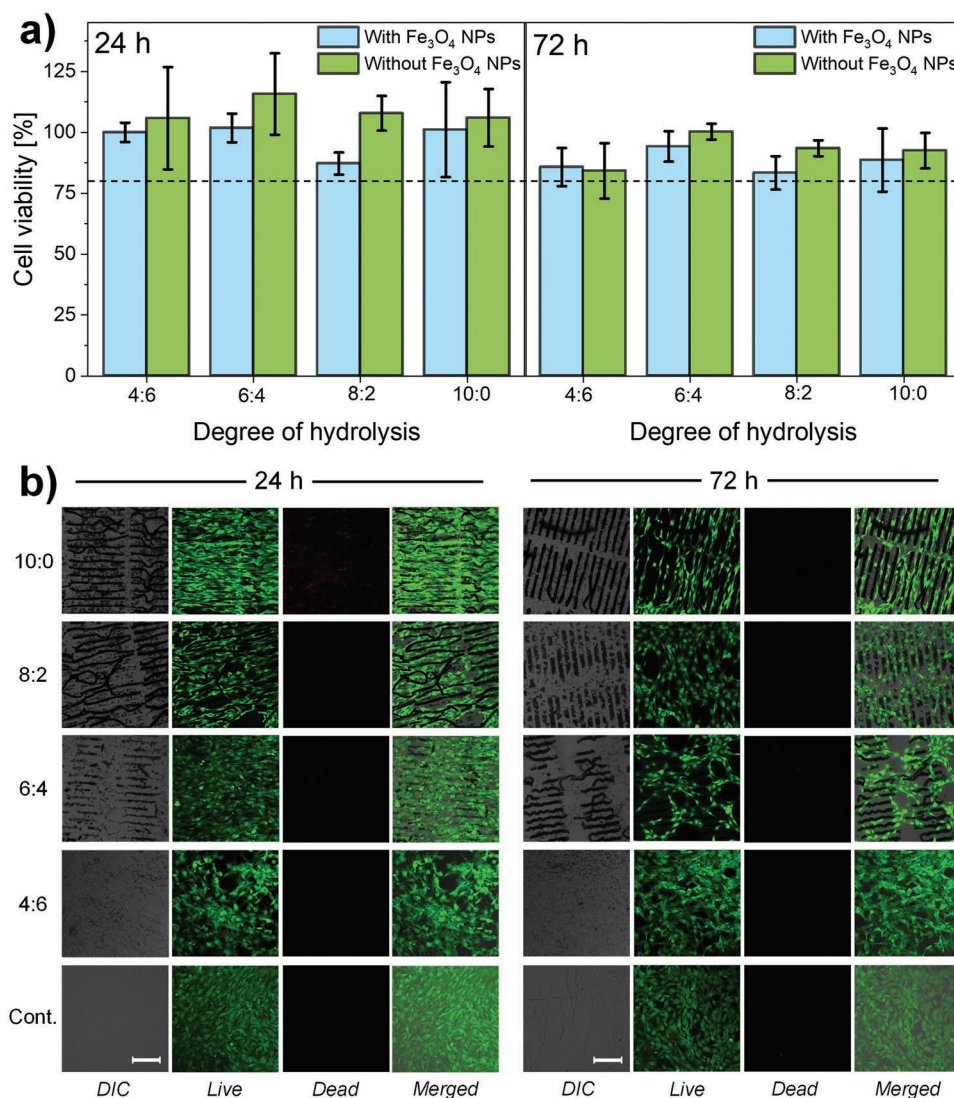 a)
24 h
With Fe₃O₄ NPs
Without Fe₃O₄ NPs
72 h
With Fe₃O₄ NPs
Without Fe₃O₄ NPs
Cell viability [%]
125
100
75
50
25
0
4:6 6:4 8:2 10:0 4:6 6:4 8:2 10:0
Degree of hydrolysis Degree of hydrolysis
b)
24 h 72 h
10:0
8:2
6:4
4:6
Cont.
DIC Live Dead Merged DIC Live Dead Merged